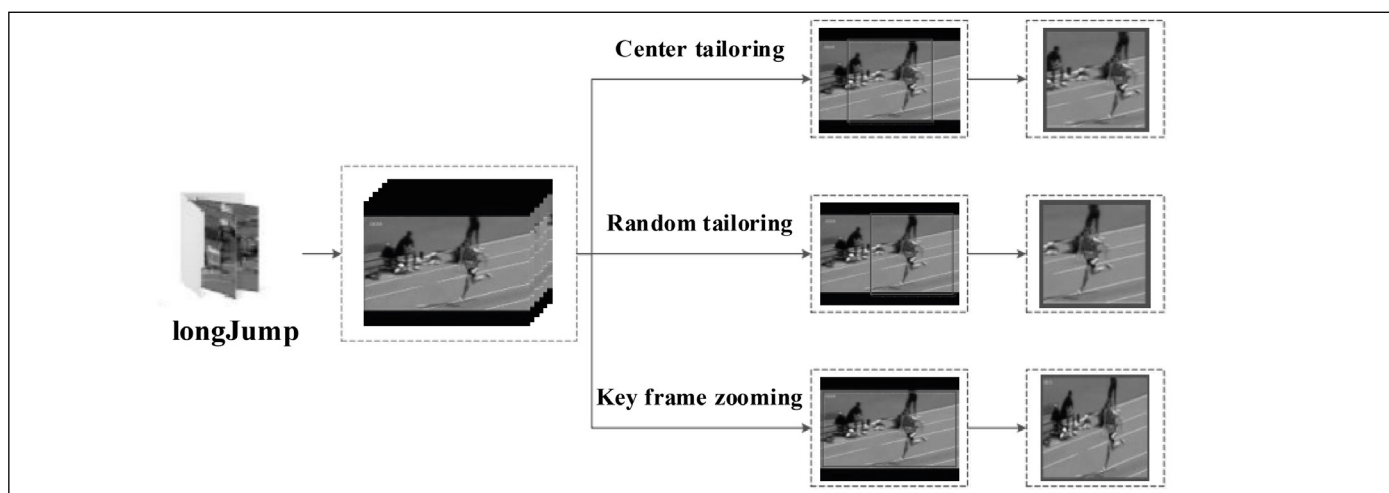 Center tailoring
Random tailoring
longJump
Key frame zooming